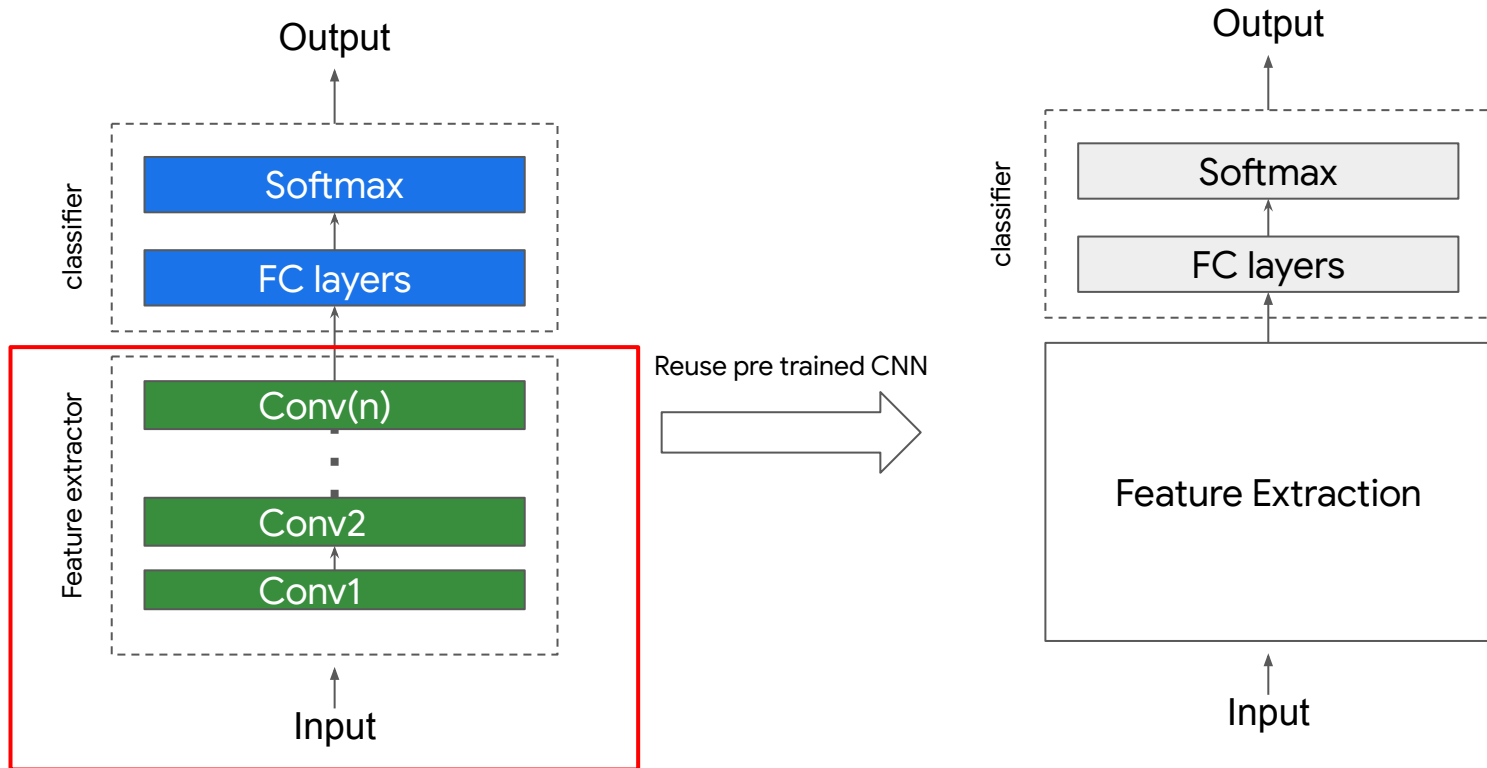 Output
Softmax
FC layers
classifier
Conv(n)
Conv2
Conv1
Feature extractor
Input
Reuse pre trained CNN
Output
Softmax
FC layers
classifier
Feature Extraction
Input